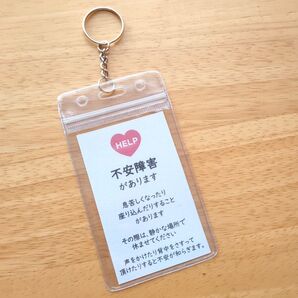 HELP
不安障害
があります
息苦しくなったり
座り込んだりすること
があります
その際は、静かな場所で
休ませてください
声をかけたり背中をさすって
頂けたりすると不安が和らぎます。